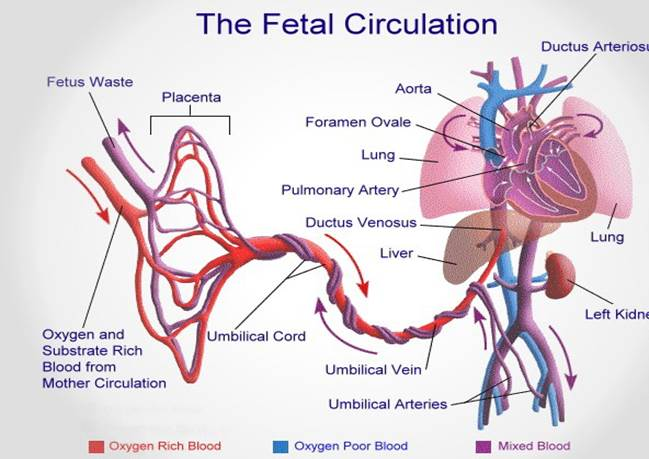 The Fetal Circulation
Ductus Arterios
Fetus Waste
Aorta
Placenta
Foramen Ovale
Lung
Pulmonary Artery
Ductus Venosus
Lung
Liver
Left Kidne
Oxygen and
Substrate Rich
Blood from
Mother Circulation
Umbilical Cord
Umbilical Vein
Umbilical Arteries
Oxygen Rich Blood
Oxygen Poor Blood
Mixed Blood